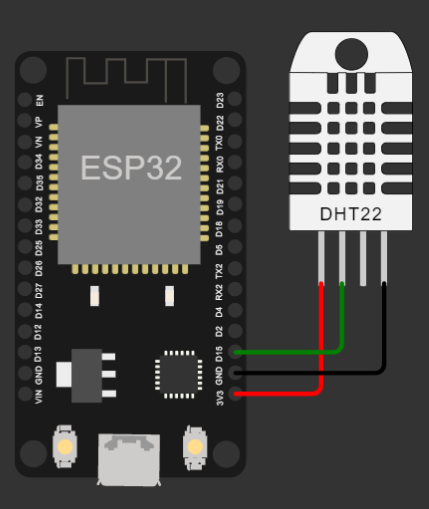 EN
VP
VN
D34
D35
D32
D33
D25
D26
D27
D14
D12
D13
GND
VIN
ESP32
D23
D22
TX0
RX0
D21
D19
D18
D5
TX2
RX2
D4
D2
D15
GND
3V3
DHT22